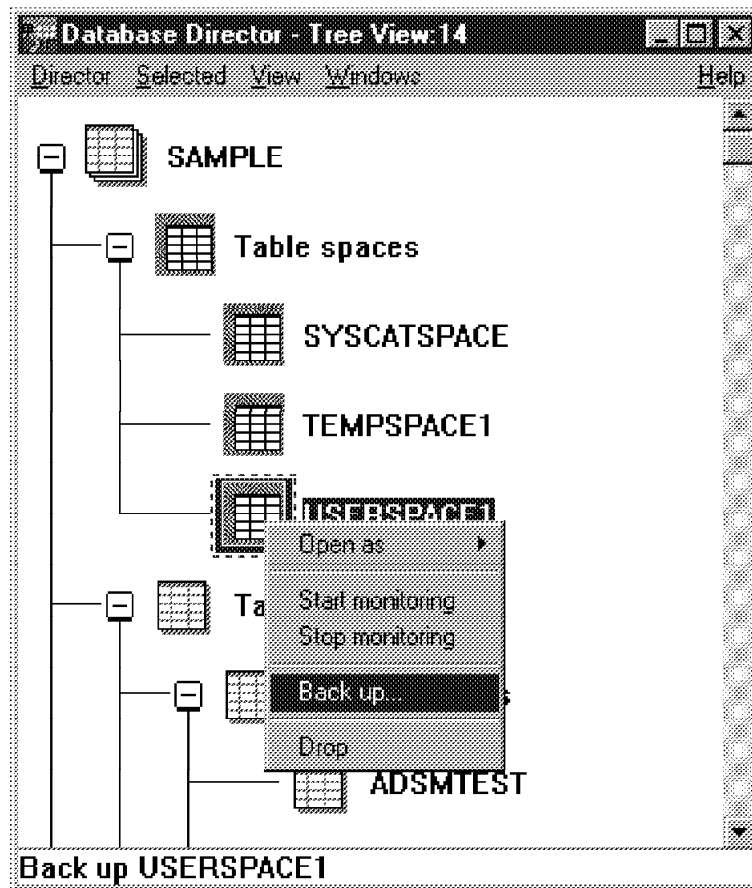 Database Director - Tree View:14
Director Selected View Windows Help
SAMPLE
Table spaces
SYSCATSPACE
TEMPSPACE1
USERSPACE1
Open as
Ta
Start monitoring
Stop monitoring
Back up...
s
Drop
ADSMTEST
Back up USERSPACE1